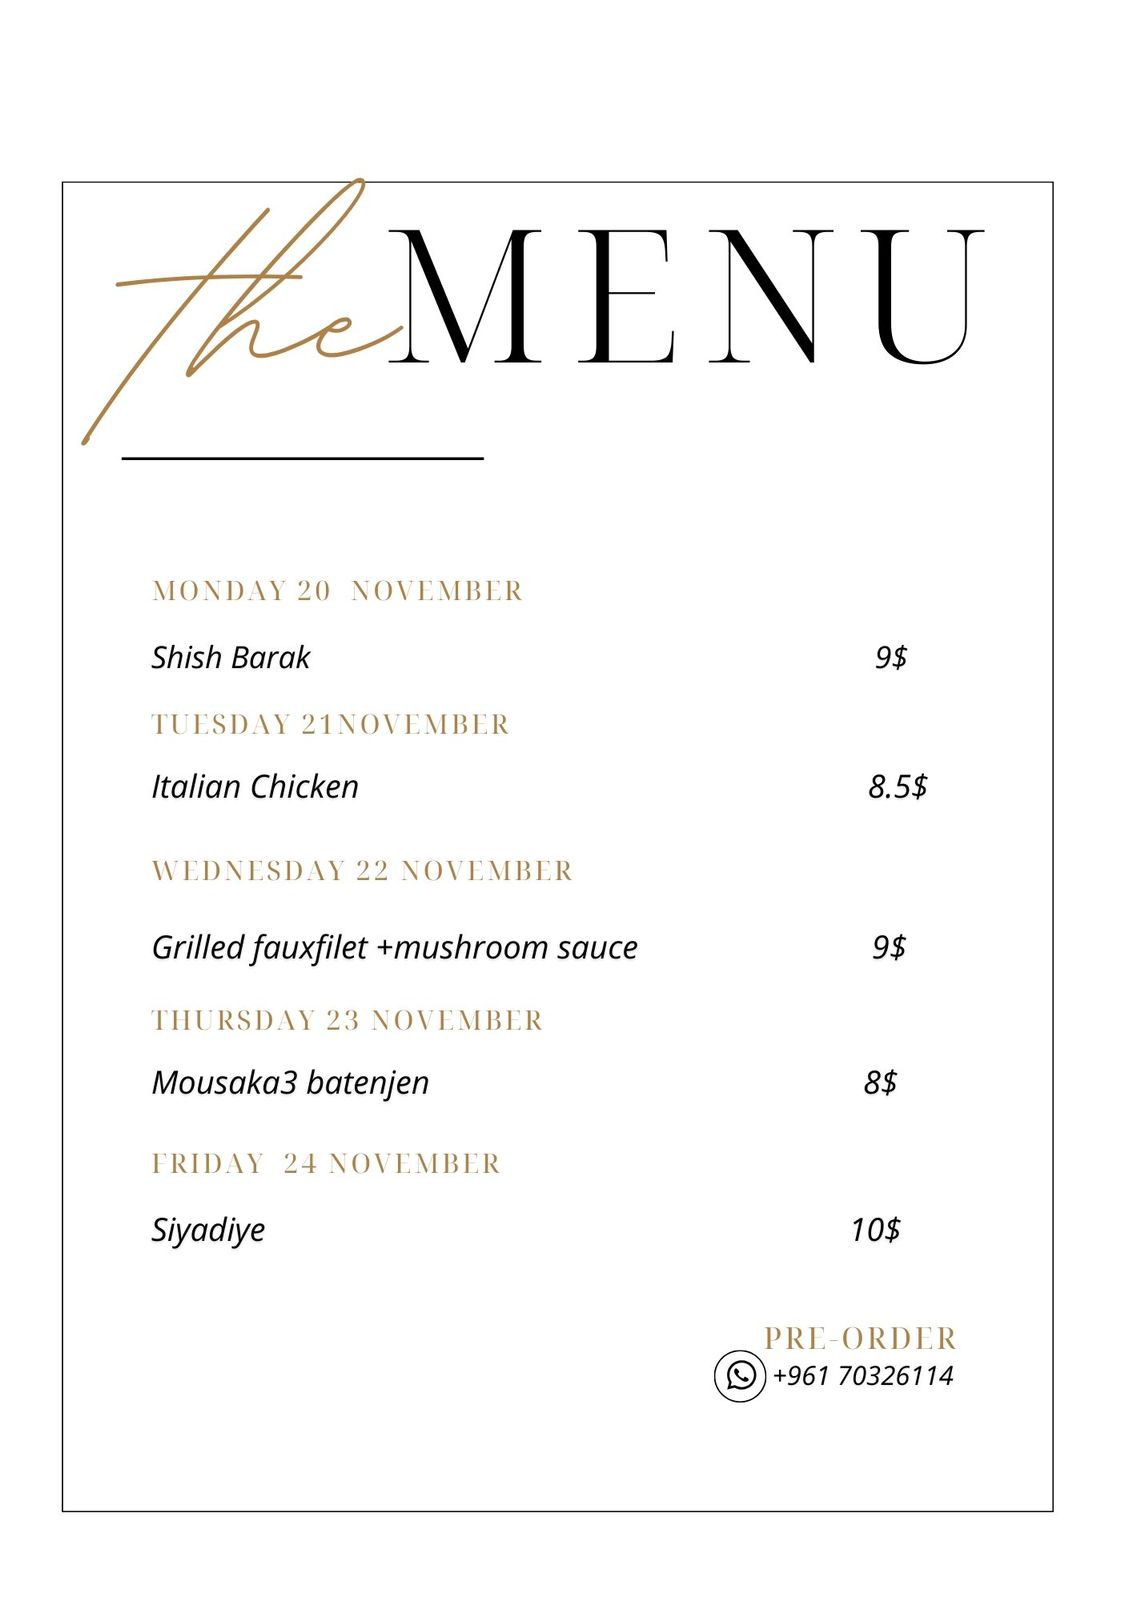 the MENU
MONDAY 20 NOVEMBER
Shish Barak 9$
TUESDAY 21NOVEMBER
Italian Chicken 8.5$
WEDNESDAY 22 NOVEMBER
Grilled fauxfilet +mushroom sauce 9$
THURSDAY 23 NOVEMBER
Mousaka3 batenjen 8$
FRIDAY 24 NOVEMBER
Siyadiye 10$
PRE-ORDER
+961 70326114